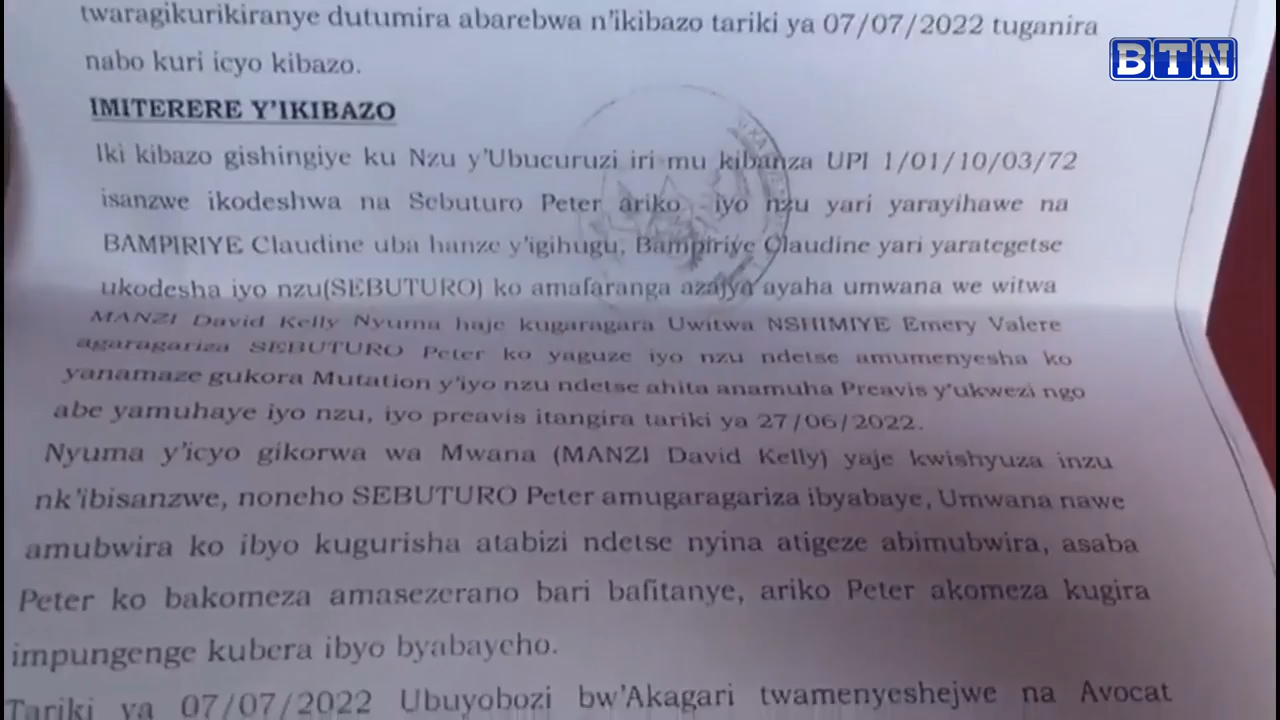 twaragikurikiranye dutumira abarebwa n'ikibazo tariki ya 07/07/2022 tuganira
nabo kuri icyo kibazo.
BTN
IMITERERE Y'IKIBAZO
Iki kibazo gishingiye ku Nzu y'Ubucuruzi iri mu kibanza UPI 1/01/10/03/72
isanzwe ikodeshwa na Sebuturo Peter ariko iyo nzu yari yarayihawe na
BAMPIRIYE Claudine uba hanze y'igihugu, Bampiriye Claudine yari yarategetse
ukodesha iyo nzu(SEBUTURO) ko amafaranga azajya ayaha umwana we witwa
MANZI David Kelly Nyuma haje kugaragara Uwitwa NSHIMIYE Emery Valere
agaragariza SEBUTURO Peter ko yaguze iyo nzu ndetse amumenyesha ko
yanamaze gukora Mutation y'iyo nzu ndetse ahita anamuha Preavis y'ukwezi ngo
abe yamuhaye iyo nzu, iyo preavis itangira tariki ya 27/06/2022.
Nyuma y'icyo gikorwa wa Mwana (MANZI David Kelly) yaje kwishyuza inzu
nk'ibisanzwe, noneho SEBUTURO Peter amugaragariza ibyabaye, Umwana nawe
amubwira ko ibyo kugurisha atabizi ndetse nyina atigeze abimubwira, asaba
Peter ko bakomeza amasezerano bari bafitanye, ariko Peter akomeza kugira
impungenge kubera ibyo byabaycho.
Tariki ya 07/07/2022 Ubuyobozi bw'Akagari twamenyeshejwe na Avocat